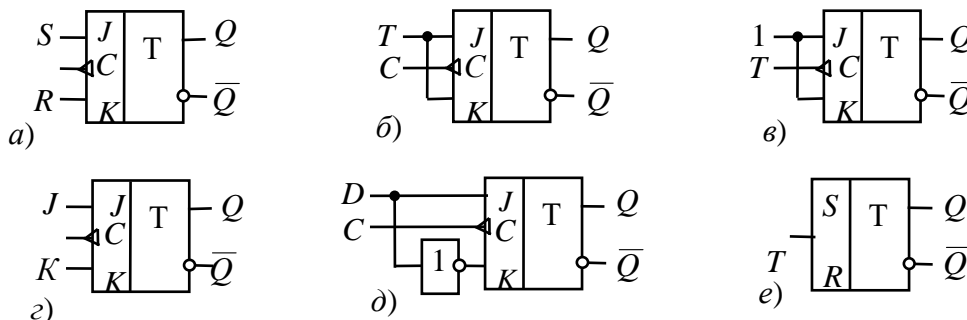 S J T Q
C
R K Q
а)
T J T Q
C C
K Q
б)
1 J T Q
T C
K Q
в)
J J T Q
C
К K Q
г)
D J T Q
C C
1 K Q
д)
S T Q
T
R Q
е)